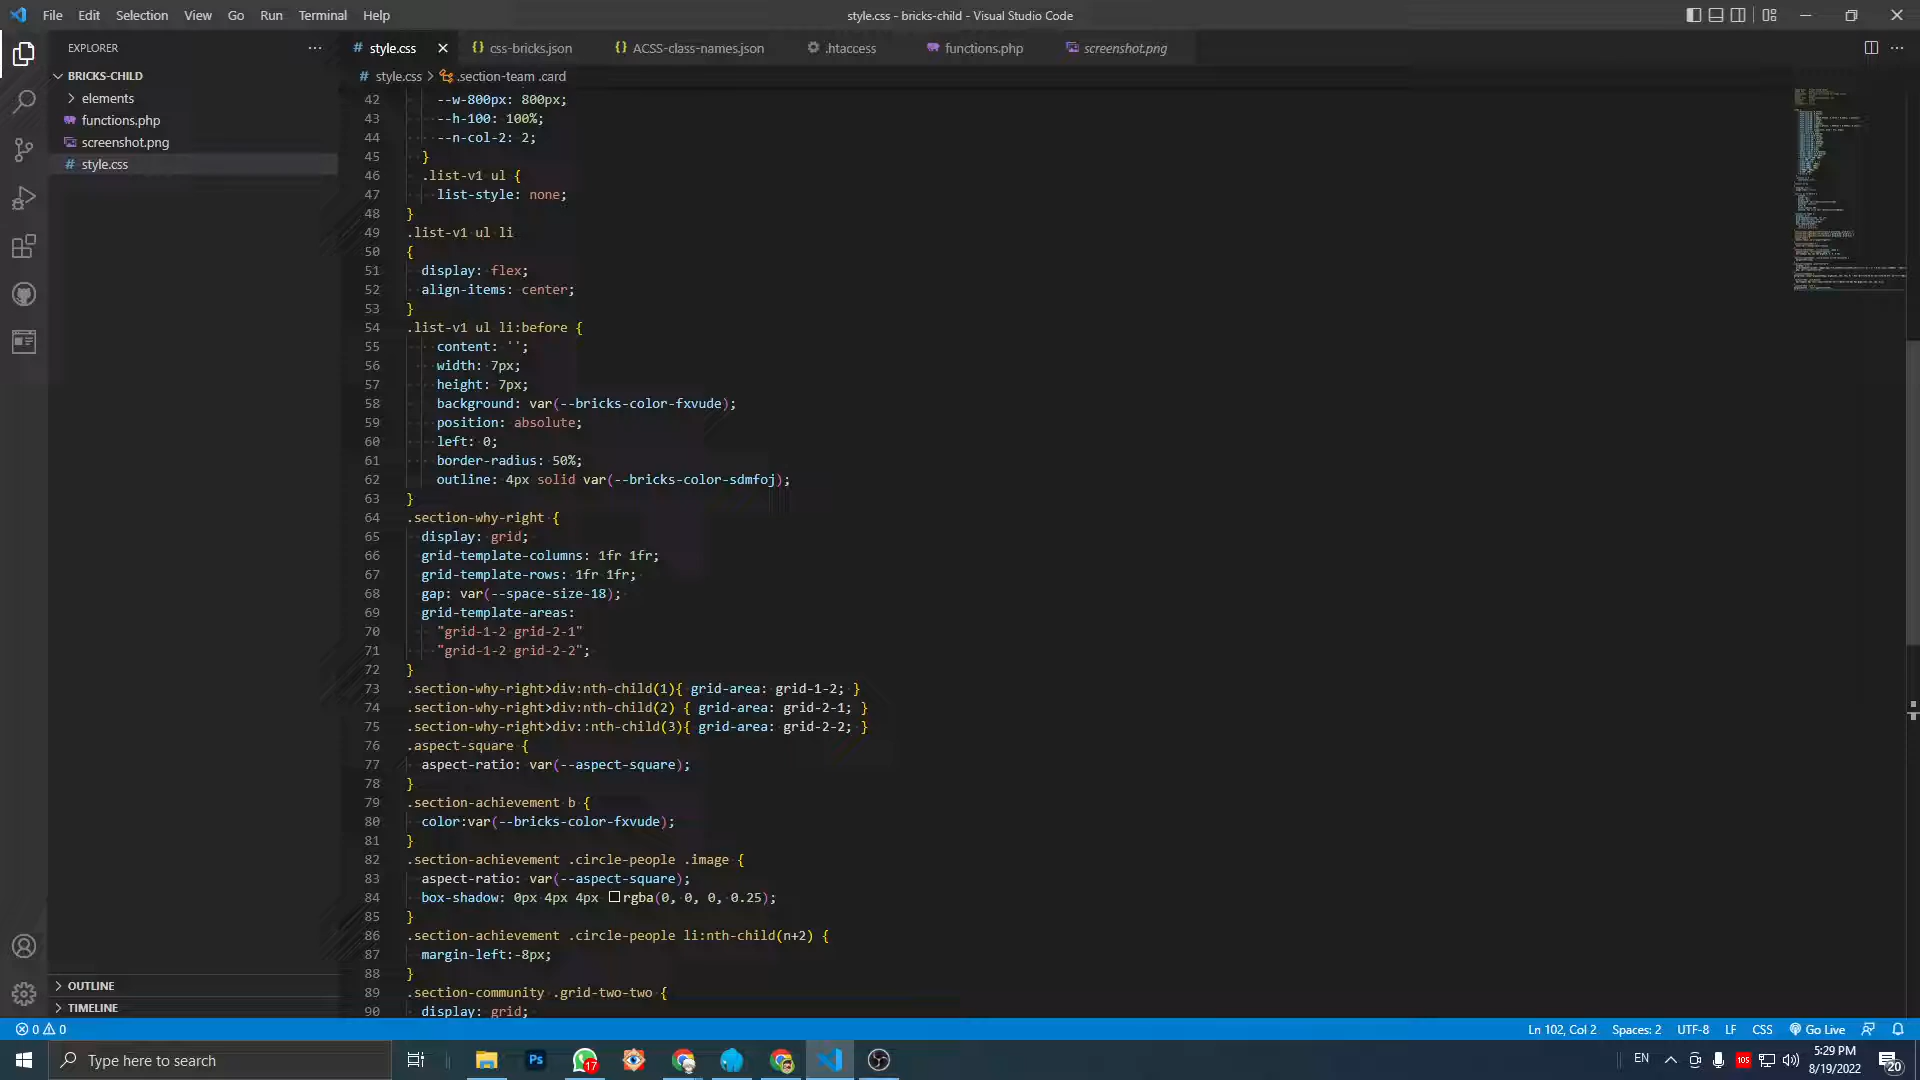 File Edit Selection View Go Run Terminal Help
style.css - bricks-child - Visual Studio Code
EXPLORER
BRICKS-CHILD
elements
functions.php
screenshot.png
# style.css
OUTLINE
TIMELINE
# style.css {} css-bricks.json {} ACSS-class-names.json .htaccess functions.php screenshot.png
# style.css > .section-team .card
42 --w-800px: 800px;
43 --h-100: 100%;
44 --n-col-2: 2;
45 }
46 .list-v1 ul {
47 list-style: none;
48 }
49 .list-v1 ul li
50 {
51 display: flex;
52 align-items: center;
53 }
54 .list-v1 ul li:before {
55 content: '';
56 width: 7px;
57 height: 7px;
58 background: var(--bricks-color-fxvude);
59 position: absolute;
60 left: 0;
61 border-radius: 50%;
62 outline: 4px solid var(--bricks-color-sdmfoj);
63 }
64 .section-why-right {
65 display: grid;
66 grid-template-columns: 1fr 1fr;
67 grid-template-rows: 1fr 1fr;
68 gap: var(--space-size-18);
69 grid-template-areas:
70 "grid-1-2 grid-2-1"
71 "grid-1-2 grid-2-2";
72 }
73 .section-why-right>div:nth-child(1){ grid-area: grid-1-2; }
74 .section-why-right>div:nth-child(2) { grid-area: grid-2-1; }
75 .section-why-right>div::nth-child(3){ grid-area: grid-2-2; }
76 .aspect-square {
77 aspect-ratio: var(--aspect-square);
78 }
79 .section-achievement b {
80 color:var(--bricks-color-fxvude);
81 }
82 .section-achievement .circle-people .image {
83 aspect-ratio: var(--aspect-square);
84 box-shadow: 0px 4px 4px rgba(0, 0, 0, 0.25);
85 }
86 .section-achievement .circle-people li:nth-child(n+2) {
87 margin-left:-8px;
88 }
89 .section-community .grid-two-two {
90 display: grid;
0 0
Ln 102, Col 2 Spaces: 2 UTF-8 LF CSS Go Live
Type here to search
Ps
17
EN
105
5:29 PM
8/19/2022
20